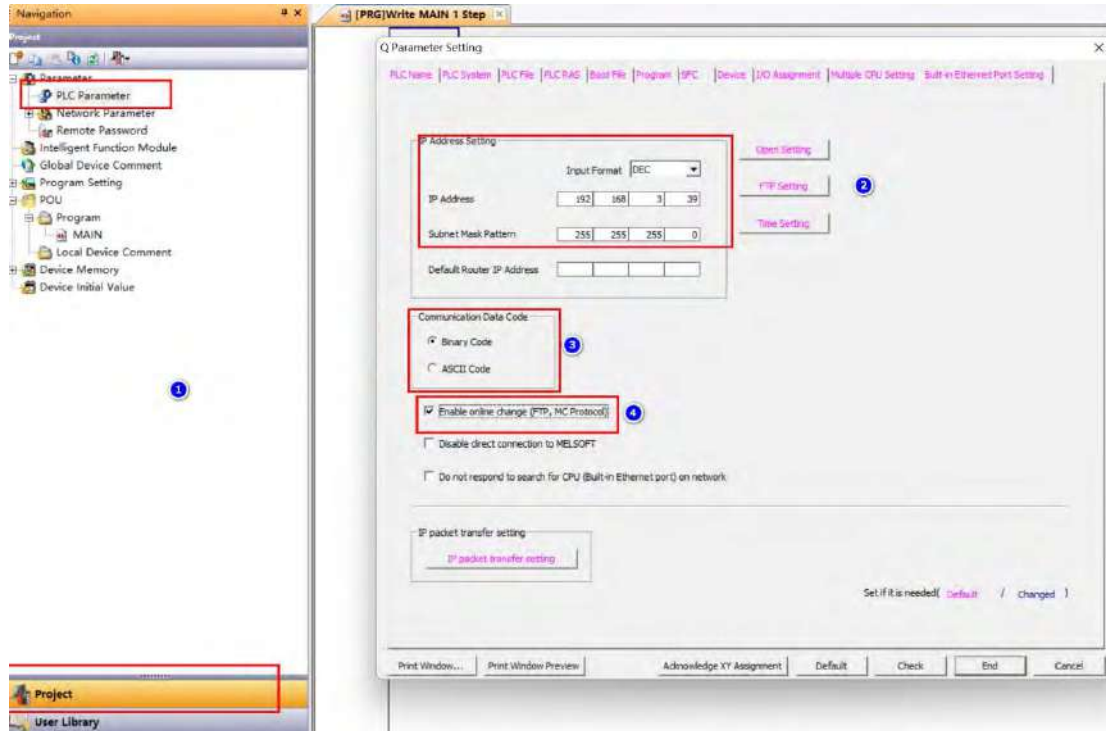 Navigation
Project
Parameter
PLC Parameter
Network Parameter
Remote Password
Intelligent Function Module
Global Device Comment
Program Setting
POU
Program
MAIN
Local Device Comment
Device Memory
Device Initial Value
1
Project
User Library
[PRG]Write MAIN 1 Step
Q Parameter Setting
PLC Name PLC System PLC File PLC RAS Boot File Program SFC Device I/O Assignment Multiple CPU Setting Built-in Ethernet Port Setting
IP Address Setting
Input Format DEC
IP Address 192 168 3 39
Subnet Mask Pattern 255 255 255 0
Default Router IP Address
Open Setting
FTP Setting
Time Setting
2
Communication Data Code
Binary Code
ASCII Code
3
Enable online change (FTP, MC Protocol)
4
Disable direct connection to MELSOFT
Do not respond to search for CPU (Built-in Ethernet port) on network
IP packet transfer setting
IP packet transfer setting
Set if it is needed( Default / Changed )
Print Window... Print Window Preview Acknowledge XY Assignment Default Check End Cancel